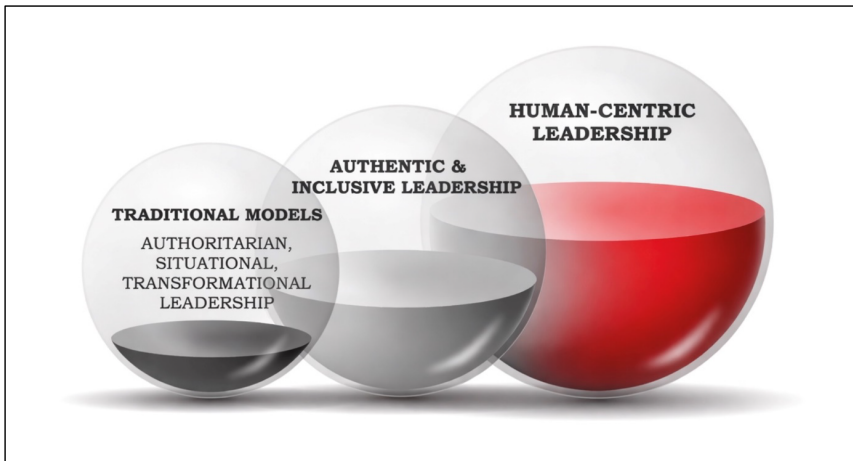 TRADITIONAL MODELS
AUTHORITARIAN,
SITUATIONAL,
TRANSFORMATIONAL
LEADERSHIP
AUTHENTIC &
INCLUSIVE LEADERSHIP
HUMAN-CENTRIC
LEADERSHIP